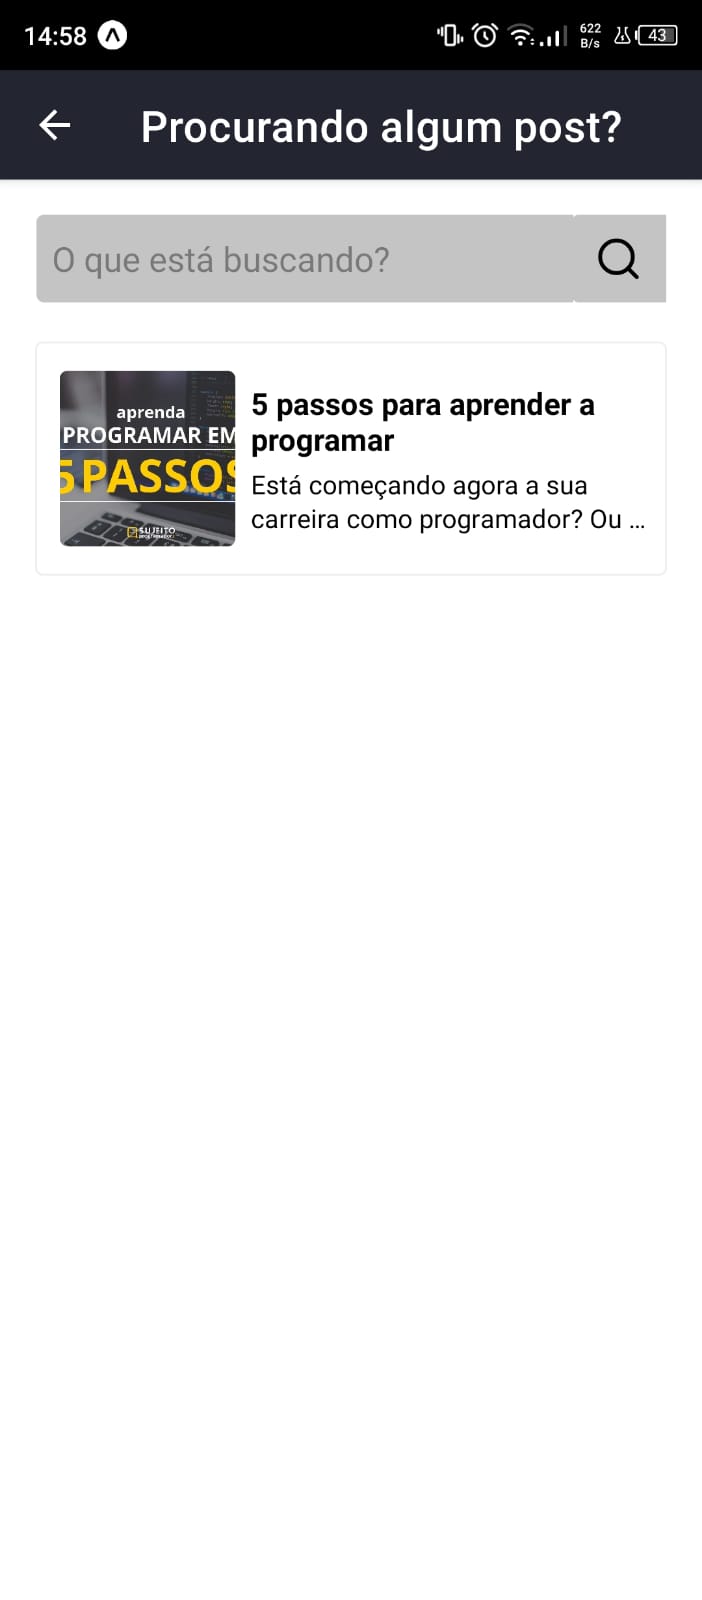 14:58
622
B/s
43
Procurando algum post?
O que está buscando?
aprenda
PROGRAMAR EM
5 PASSOS
SUJEITO
5 passos para aprender a
programar
Está começando agora a sua
carreira como programador? Ou ...